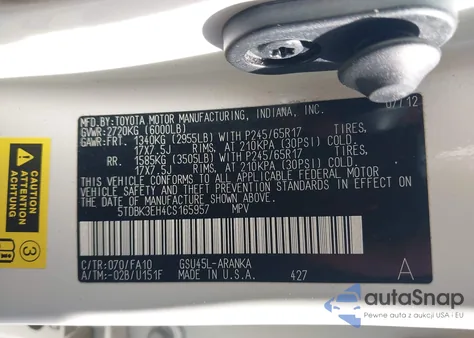 07/12
MFD.BY: TOYOTA MOTOR MANUFACTURING, INDIANA, INC.
GVWR: 2720KG (6000LB)
GAWR: FRT. 1340KG (2955LB) WITH P245/65R17 TIRES,
17X7.5J RIMS, AT 210KPA (30PSI) COLD
RR. 1585KG (3505LB) WITH P245/65R17 TIRES,
17X7.5J RIMS, AT 210KPA (30PSI) COLD
THIS VEHICLE CONFORMS TO ALL APPLICABLE FEDERAL MOTOR
VEHICLE SAFETY AND THEFT PREVENTION STANDARDS IN EFFECT ON
THE DATE OF MANUFACTURE SHOWN ABOVE.
5TDBK3EH4CS165957 MPV
C/TR: 070/FA10 GSU45L-ARANKA
A/TM: -02B/U151F MADE IN U.S.A. 427 A
CAUTION
ATTENTION
3
autaSnap
Pewne auta z aukcji USA i EU